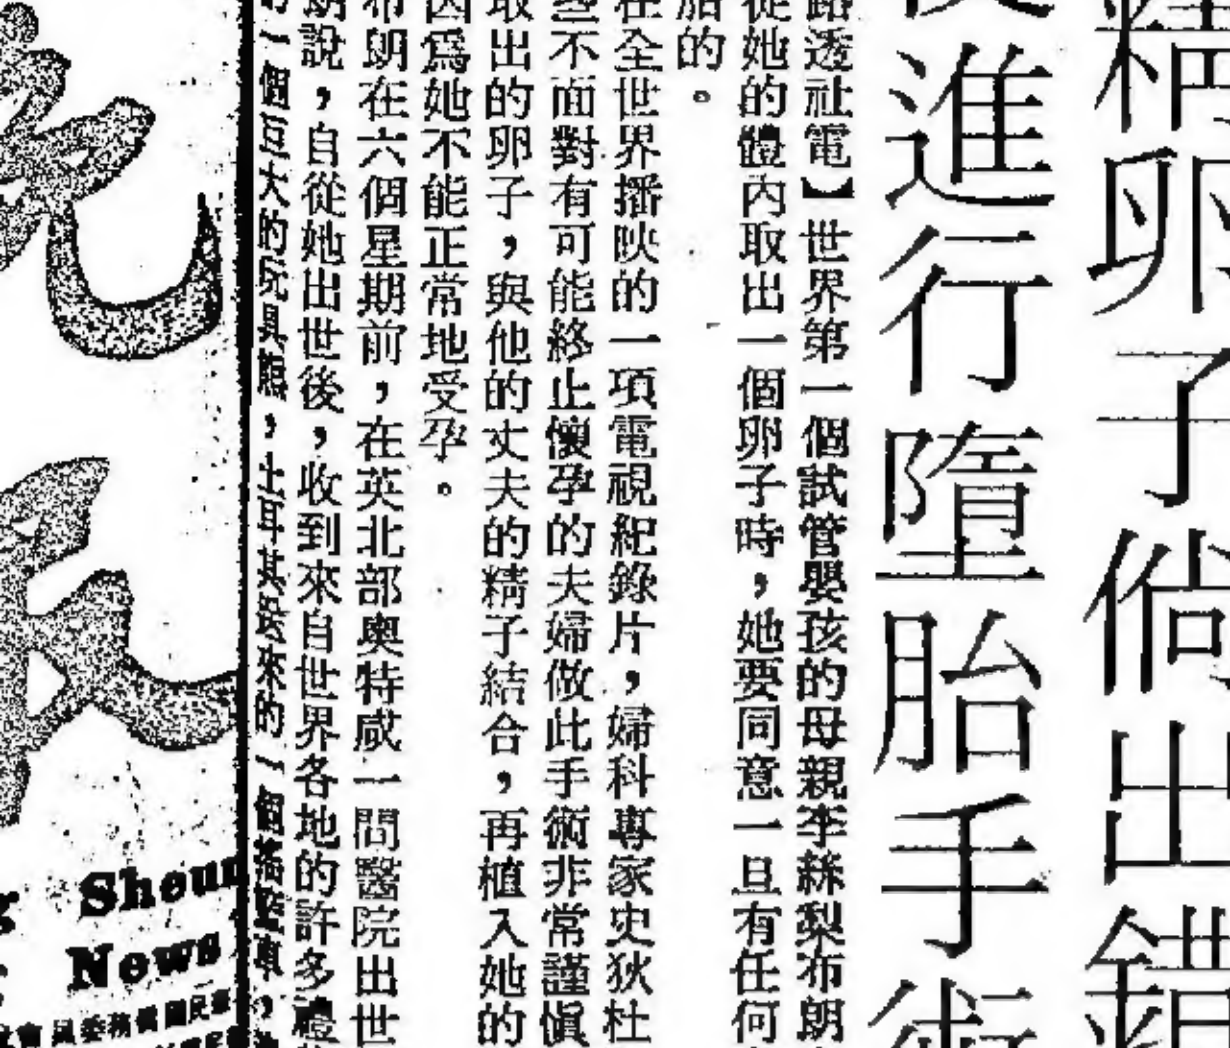 精卵子倘出錯
進行墮胎手術
路透社電】世界第一個試管嬰孩的母親李絲梨布朗
從她的體內取出一個卵子時，她要同意一旦有任何
胎的。
在全世界播映的一項電視紀錄片，婦科專家史狄杜
些不面對有可能終止懷孕的夫婦做此手術非常謹慎
取出的卵子，與他的丈夫的精子結合，再植入她的
因爲她不能正常地受孕。
布朗在六個星期前，在英北部奧特咸一間醫院出世
朗說，自從她出世後，收到來自世界各地的許多禮
的一個巨大的玩具熊，土耳其送來的一個搖籃車，
Sheun
News